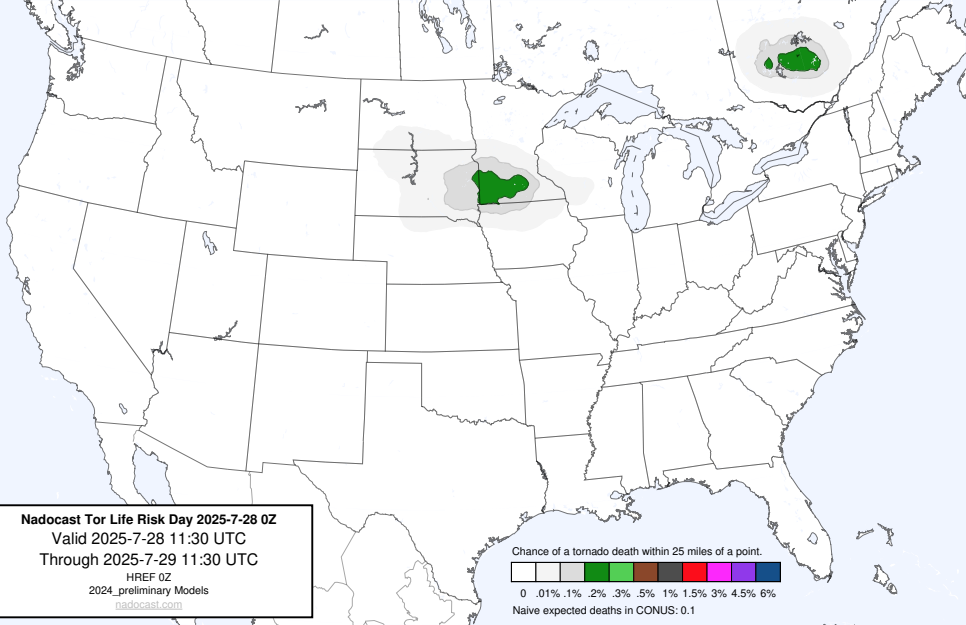 Nadocast Tor Life Risk Day 2025-7-28 0Z
Valid 2025-7-28 11:30 UTC
Through 2025-7-29 11:30 UTC
HREF 0Z
2024_preliminary Models
nadocast.com
Chance of a tornado death within 25 miles of a point.
0 .01% .1% .2% .3% .5% 1% 1.5% 3% 4.5% 6%
Naive expected deaths in CONUS: 0.1